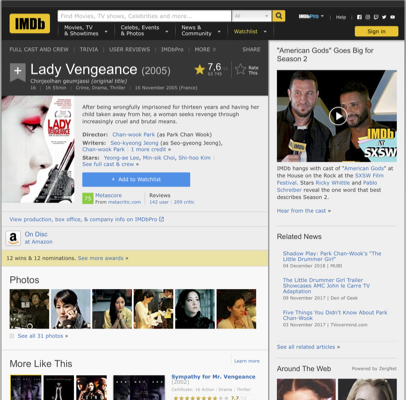 IMDb
Find Movies, TV shows, Celebrities and more...
All
IMDbPro
Help
Movies, TV
& Showtimes
Celebs, Events
& Photos
News &
Community
Watchlist
Sign in
FULL CAST AND CREW | TRIVIA | USER REVIEWS | IMDbPro | MORE
SHARE
Lady Vengeance (2005)
Chinjeolhan geumjassi (original title)
16 | 1h 55min | Crime, Drama, Thriller | 16 November 2005 (France)
7,6
Rate
This
LADY
VENGEANCE
After being wrongfully imprisoned for thirteen years and having her
child taken away from her, a woman seeks revenge through
increasingly cruel and brutal means.
Director: Chan-wook Park (as Park Chan Wook)
Writers: Seo-kyeong Jeong (as Seo-gyeong Jeong),
Chan-wook Park | 1 more credit »
Stars: Yeong-ae Lee, Min-sik Choi, Shi-hoo Kim |
See full cast & crew »
+ Add to Watchlist
75
Metascore
From metacritic.com
Reviews
142 user | 209 critic
View production, box office, & company info on IMDbPro
a
On Disc
at Amazon
12 wins & 12 nominations. See more awards »
Photos
See all 31 photos »
More Like This
Learn more
Sympathy for Mr. Vengeance
(2002)
Action | Drama | Thriller
7.7
"American Gods" Goes Big for
Season 2
IMDb
at
SXSW
IMDb hangs with cast of "American Gods" at
the House on the Rock at the SXSW Film
Festival. Stars Ricky Whittle and Pablo
Schreiber reveal the one word that best
describes Season 2.
Hear from the cast »
Related News
Shadow Play: Park Chan-Wook's "The
Little Drummer Girl"
04 December 2018 | MUBI
The Little Drummer Girl Trailer
Showcases AMC John le Carre TV
Adaptation
09 November 2017 | Den of Geek
Five Things You Didn't Know About Park
Chan-Wook
03 November 2017 | TVovermind.com
See all related articles »
Around The Web
Powered by ZergNet